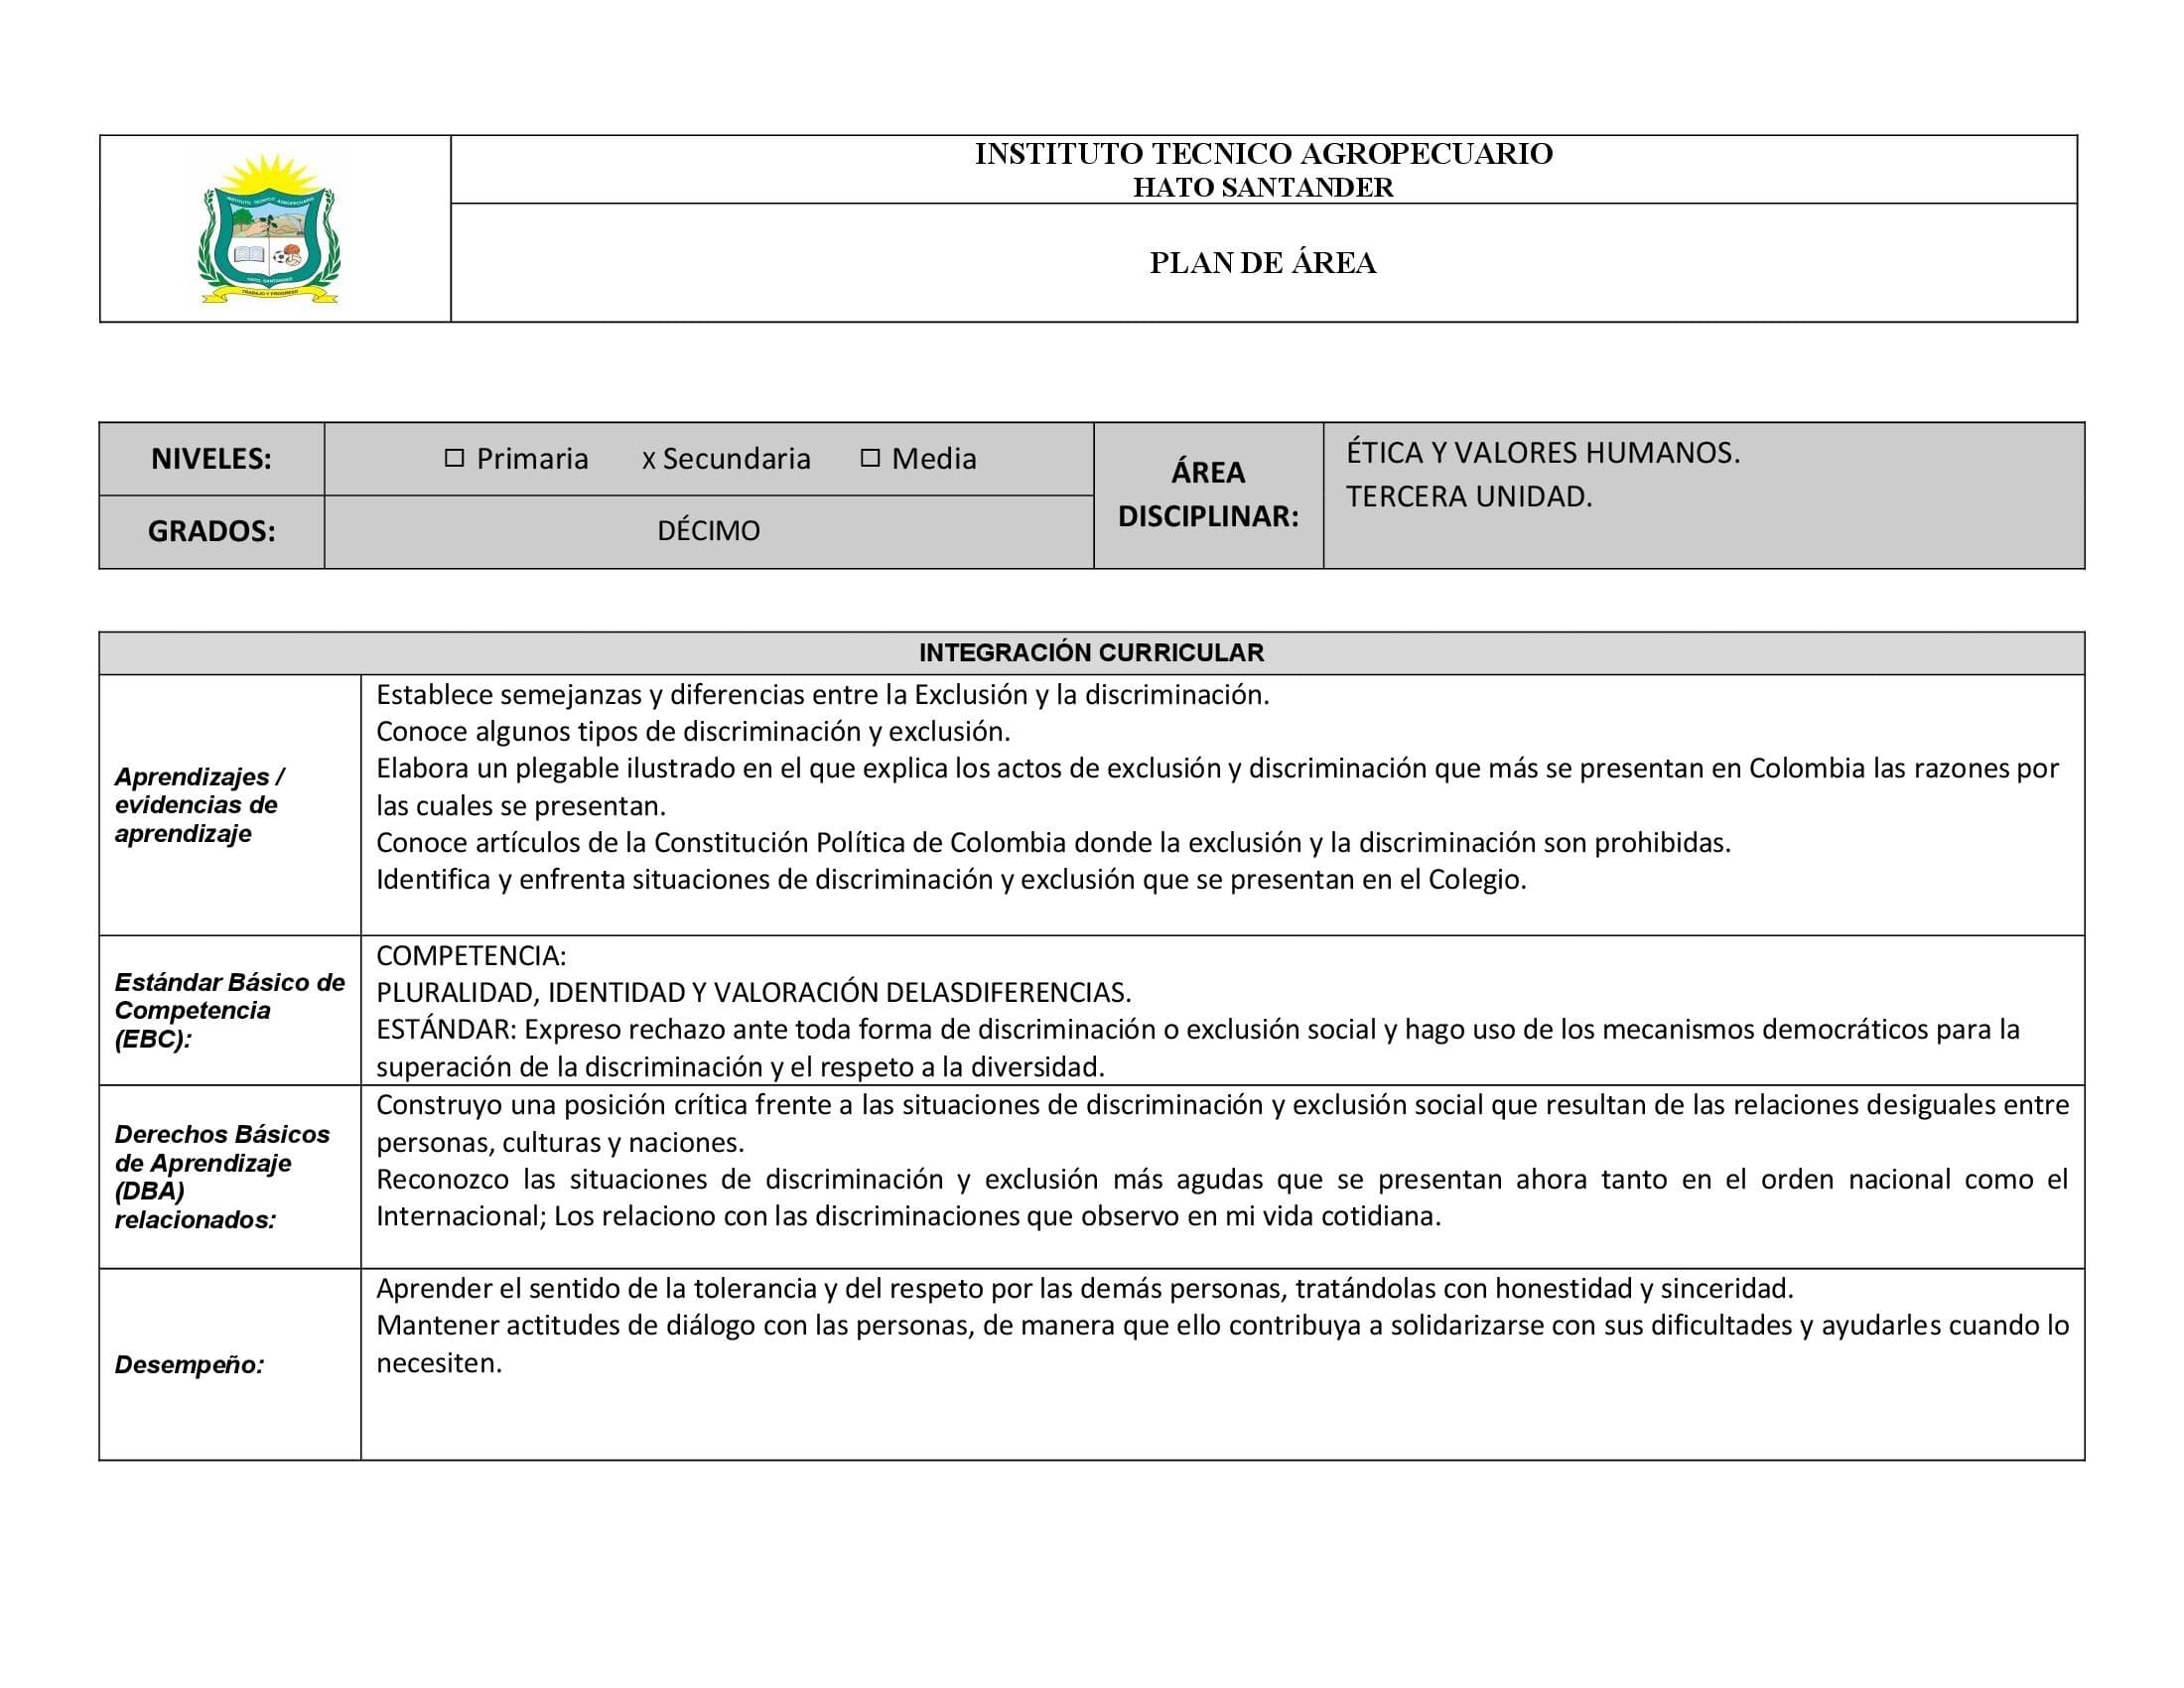 INSTITUTO TECNICO AGROPECUARIO
HATO SANTANDER
PLAN DE ÁREA
INSTITUTO TECNICO AGROPECUARIO
HATO SANTANDER
TRABAJO Y PROGRESO
NIVELES:
☐ Primaria x Secundaria ☐ Media
GRADOS:
DÉCIMO
ÁREA
DISCIPLINAR:
ÉTICA Y VALORES HUMANOS.
TERCERA UNIDAD.
INTEGRACIÓN CURRICULAR
Aprendizajes /
evidencias de
aprendizaje
Establece semejanzas y diferencias entre la Exclusión y la discriminación.
Conoce algunos tipos de discriminación y exclusión.
Elabora un plegable ilustrado en el que explica los actos de exclusión y discriminación que más se presentan en Colombia las razones por
las cuales se presentan.
Conoce artículos de la Constitución Política de Colombia donde la exclusión y la discriminación son prohibidas.
Identifica y enfrenta situaciones de discriminación y exclusión que se presentan en el Colegio.
Estándar Básico de
Competencia
(EBC):
COMPETENCIA:
PLURALIDAD, IDENTIDAD Y VALORACIÓN DELASDIFERENCIAS.
ESTÁNDAR: Expreso rechazo ante toda forma de discriminación o exclusión social y hago uso de los mecanismos democráticos para la
superación de la discriminación y el respeto a la diversidad.
Derechos Básicos
de Aprendizaje
(DBA)
relacionados:
Construyo una posición crítica frente a las situaciones de discriminación y exclusión social que resultan de las relaciones desiguales entre
personas, culturas y naciones.
Reconozco las situaciones de discriminación y exclusión más agudas que se presentan ahora tanto en el orden nacional como el
Internacional; Los relaciono con las discriminaciones que observo en mi vida cotidiana.
Desempeño:
Aprender el sentido de la tolerancia y del respeto por las demás personas, tratándolas con honestidad y sinceridad.
Mantener actitudes de diálogo con las personas, de manera que ello contribuya a solidarizarse con sus dificultades y ayudarles cuando lo
necesiten.